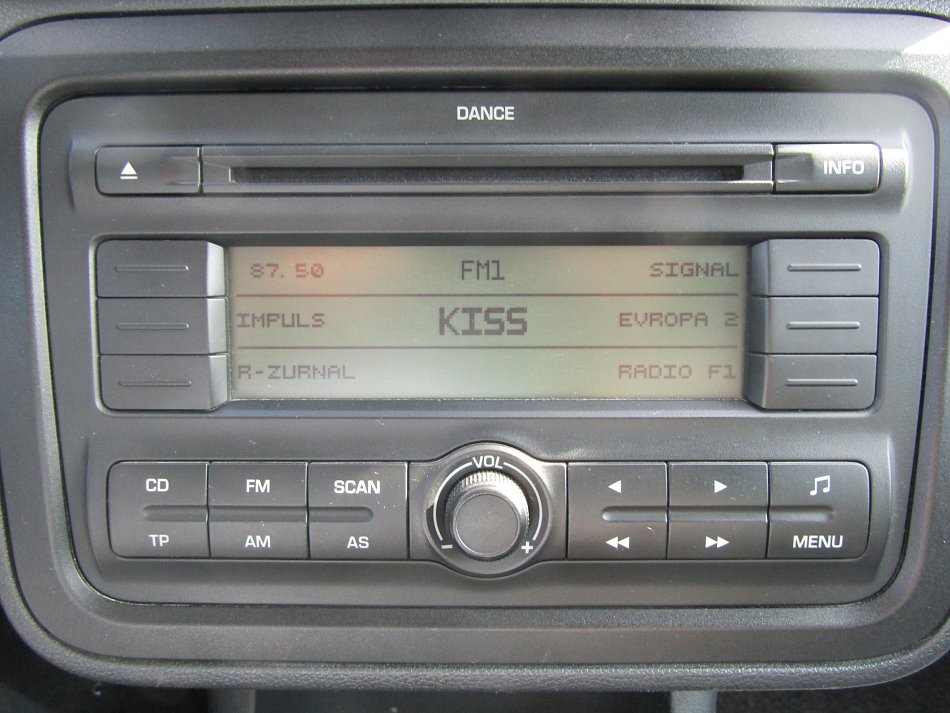 DANCE
INFO
87.50 FM1 SIGNAL
IMPULS KISS EVROPA 2
R-ZURNAL RADIO F1
VOL
CD FM SCAN
TP AM AS
- +
MENU